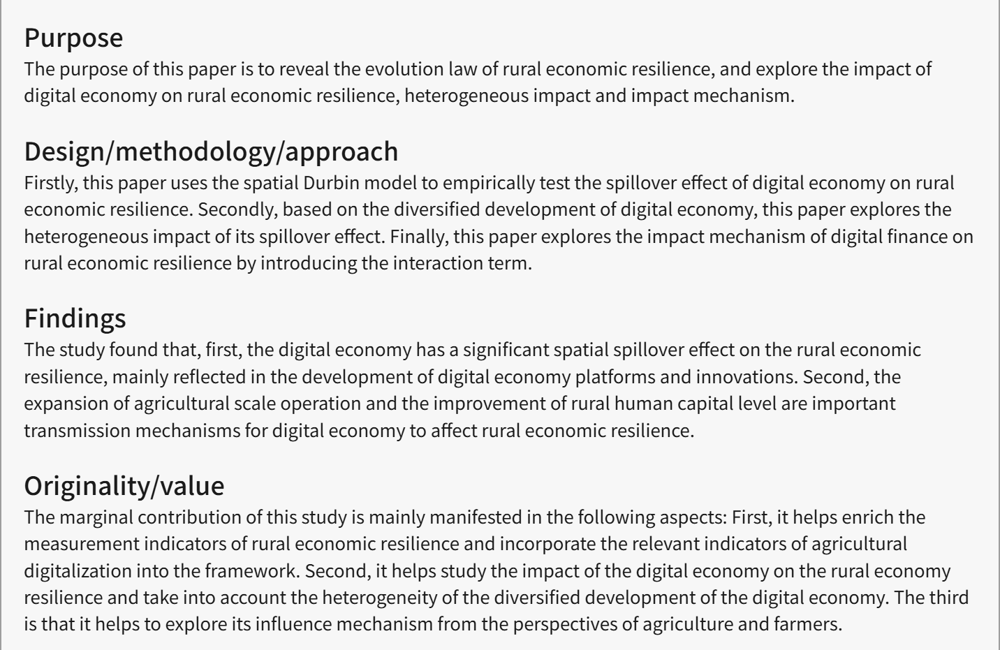 Purpose
The purpose of this paper is to reveal the evolution law of rural economic resilience, and explore the impact of
digital economy on rural economic resilience, heterogeneous impact and impact mechanism.
Design/methodology/approach
Firstly, this paper uses the spatial Durbin model to empirically test the spillover effect of digital economy on rural
economic resilience. Secondly, based on the diversified development of digital economy, this paper explores the
heterogeneous impact of its spillover effect. Finally, this paper explores the impact mechanism of digital finance on
rural economic resilience by introducing the interaction term.
Findings
The study found that, first, the digital economy has a significant spatial spillover effect on the rural economic
resilience, mainly reflected in the development of digital economy platforms and innovations. Second, the
expansion of agricultural scale operation and the improvement of rural human capital level are important
transmission mechanisms for digital economy to affect rural economic resilience.
Originality/value
The marginal contribution of this study is mainly manifested in the following aspects: First, it helps enrich the
measurement indicators of rural economic resilience and incorporate the relevant indicators of agricultural
digitalization into the framework. Second, it helps study the impact of the digital economy on the rural economy
resilience and take into account the heterogeneity of the diversified development of the digital economy. The third
is that it helps to explore its influence mechanism from the perspectives of agriculture and farmers.